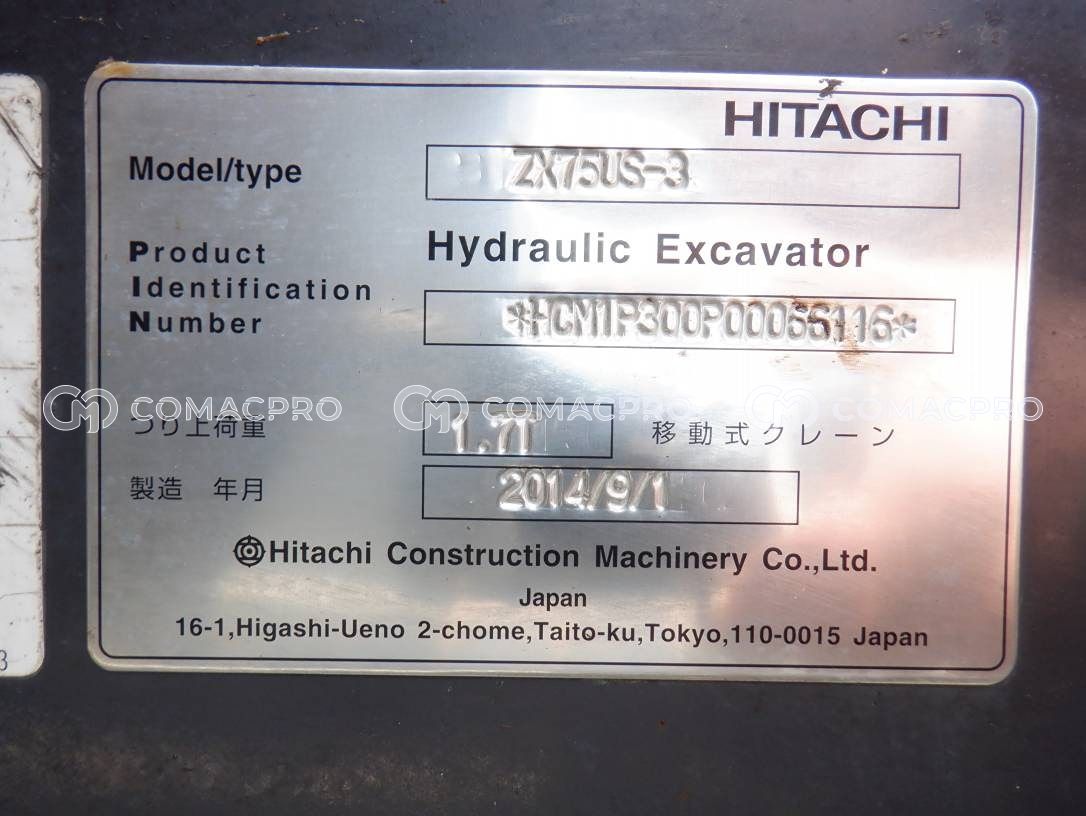 HITACHI
Model/type ZX75US-3
Product Identification Number
Hydraulic Excavator
*HCM1P300P00065116*
COMACPRO COMACPRO COMACPRO
つり上荷重 1.7T 移動式クレーン
製造 年月 2014/9/1
Hitachi Construction Machinery Co.,Ltd.
Japan
16-1,Higashi-Ueno 2-chome,Taito-ku,Tokyo,110-0015 Japan
3